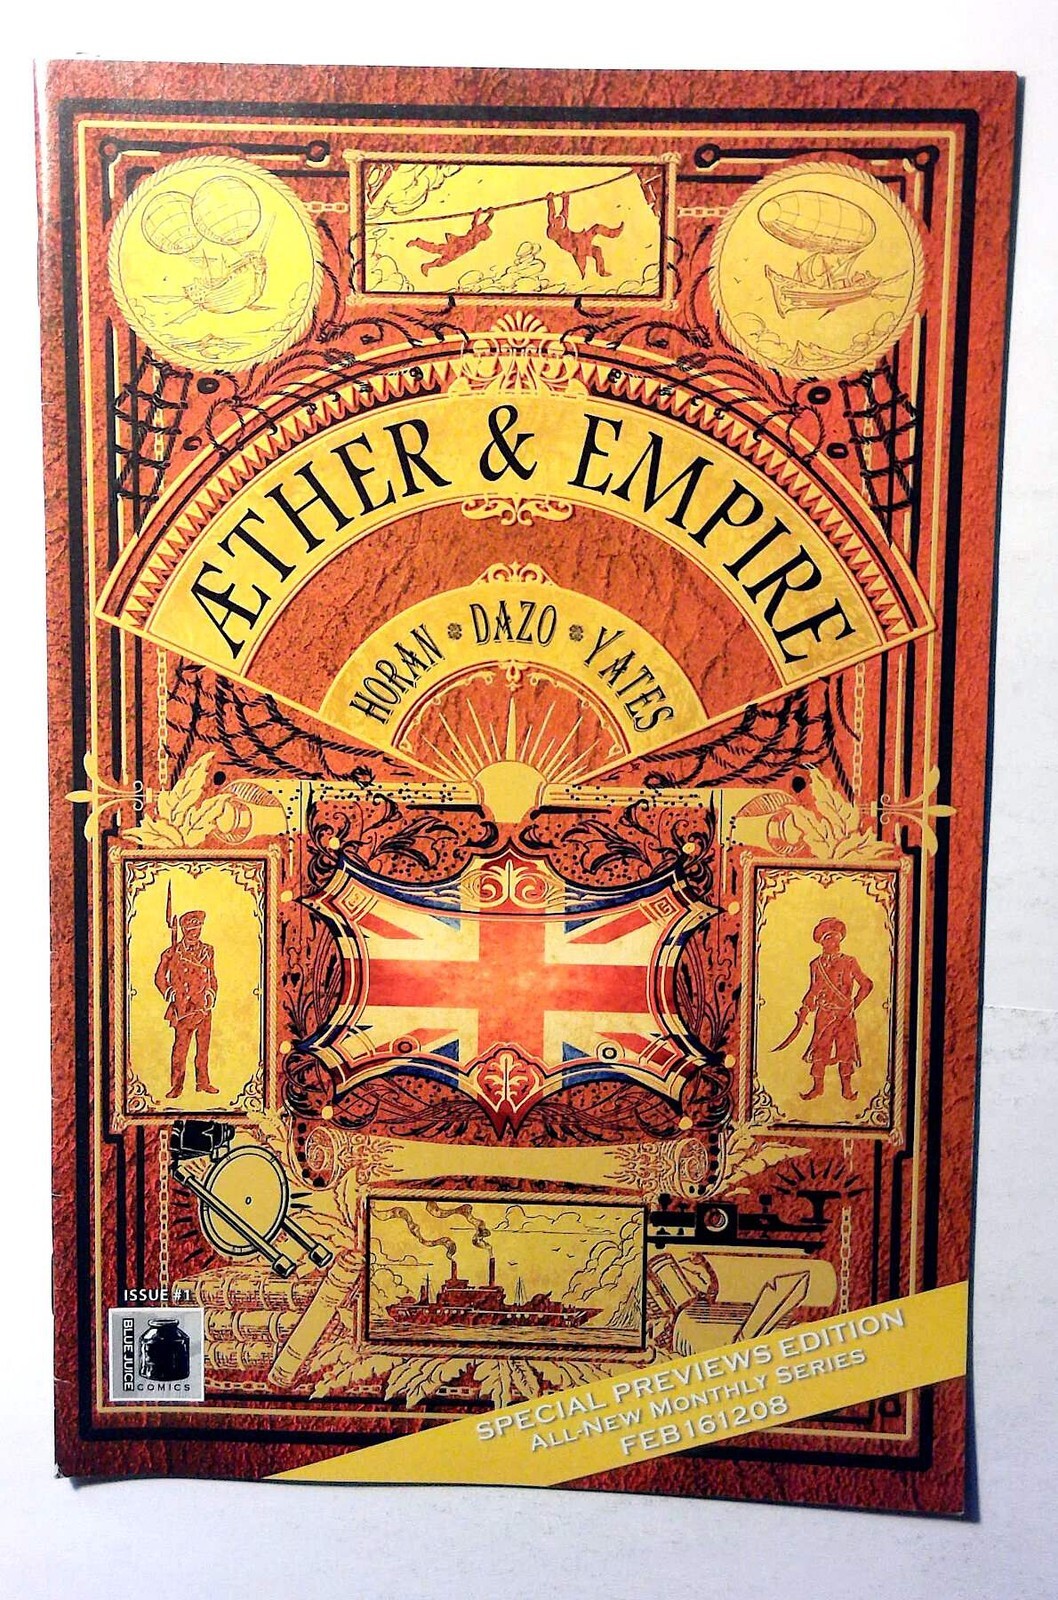 ÆTHER & EMPIRE
HORAN • DAZO • YATES
ISSUE #1
BLUE JUICE
COMICS
SPECIAL PREVIEWS EDITION
ALL-NEW MONTHLY SERIES
FEB161208